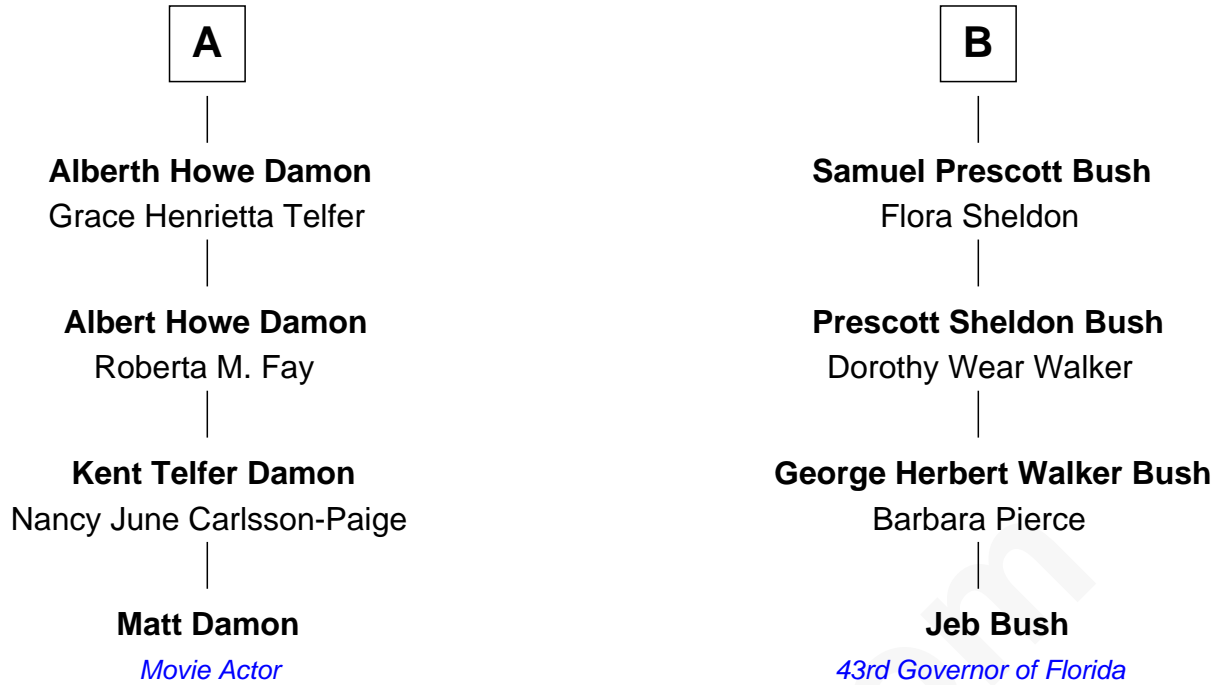 A
Alberth Howe Damon
Grace Henrietta Telfer
Albert Howe Damon
Roberta M. Fay
Kent Telfer Damon
Nancy June Carlsson-Paige
Matt Damon
Movie Actor
B
Samuel Prescott Bush
Flora Sheldon
Prescott Sheldon Bush
Dorothy Wear Walker
George Herbert Walker Bush
Barbara Pierce
Jeb Bush
43rd Governor of Florida